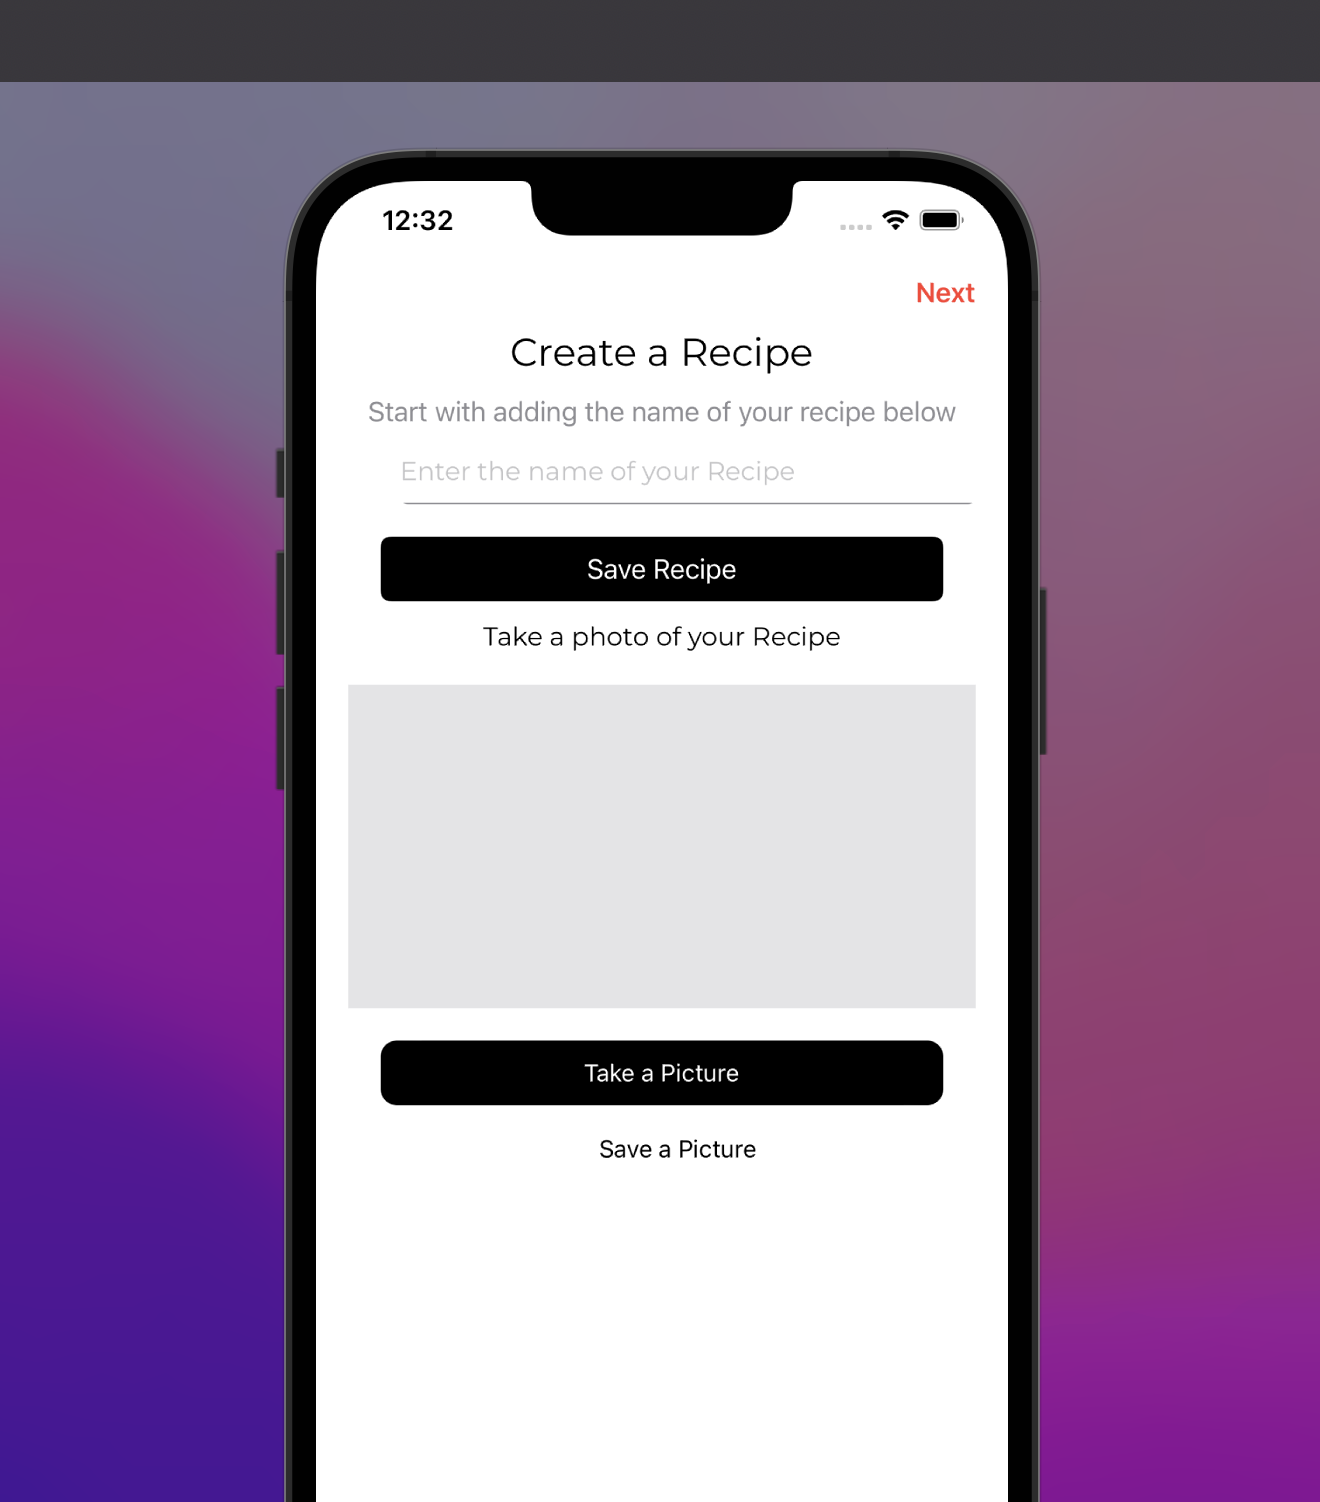 12:32
Next
Create a Recipe
Start with adding the name of your recipe below
Enter the name of your Recipe
Save Recipe
Take a photo of your Recipe
Take a Picture
Save a Picture